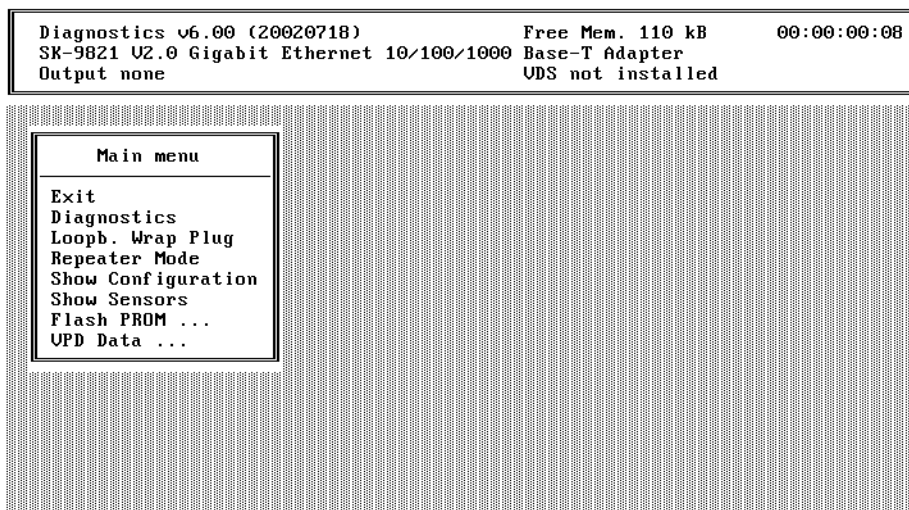 Diagnostics v6.00 (20020718) Free Mem. 110 kB 00:00:00:08
SK-9821 V2.0 Gigabit Ethernet 10/100/1000 Base-T Adapter
Output none VDS not installed
Main menu
Exit
Diagnostics
Loopb. Wrap Plug
Repeater Mode
Show Configuration
Show Sensors
Flash PROM ...
VPD Data ...